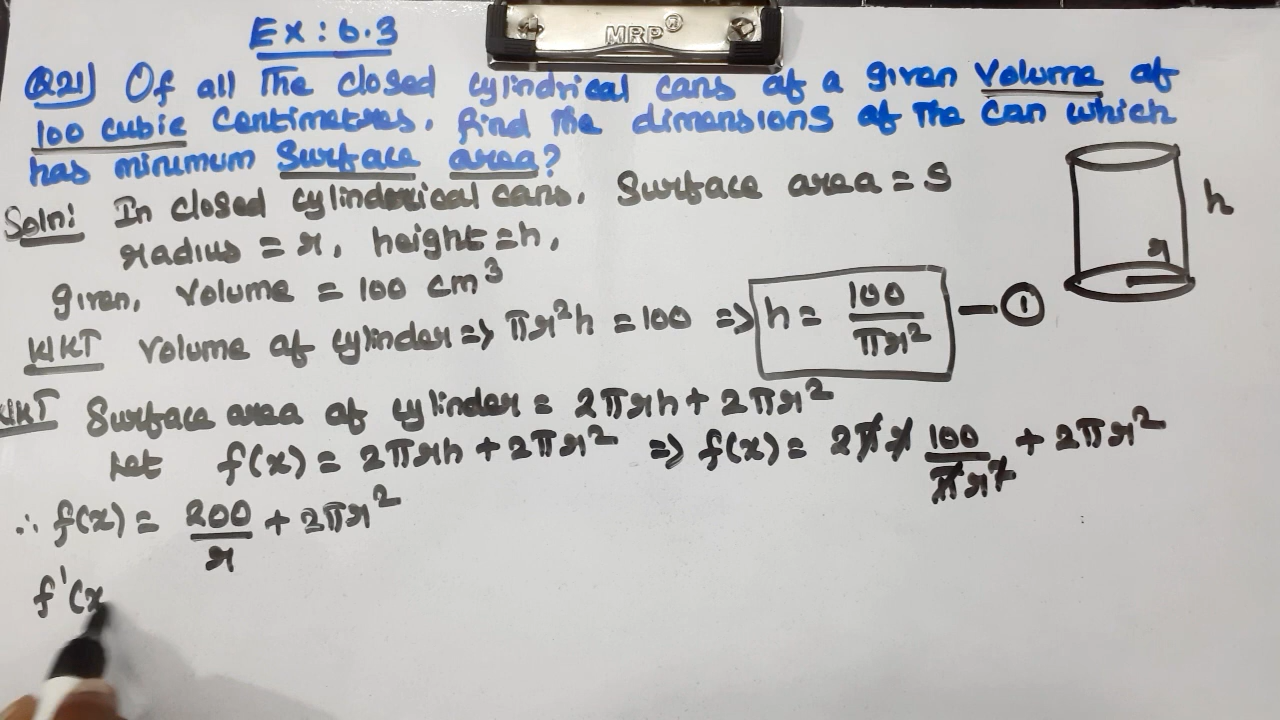 MRP®
Ex: 6.3
Q21) Of all The closed cylindrical cans of a given Volume of
100 cubic Centimetres, find The dimensions of The Can which
has minimum Surface area?
Soln: In closed cylinderical cans, Surface area = S
radius = r, height = h,
given, Volume = 100 cm³
h
r
WKT Volume of cylinder => πr²h = 100 => h = 100/πr² — ①
WKT Surface area of cylinder = 2πrh + 2πr²
Let f(x) = 2πrh + 2πr² => f(x) = 2πr 100/πr² + 2πr²
∴ f(x) = 200/r + 2πr²
f'(x